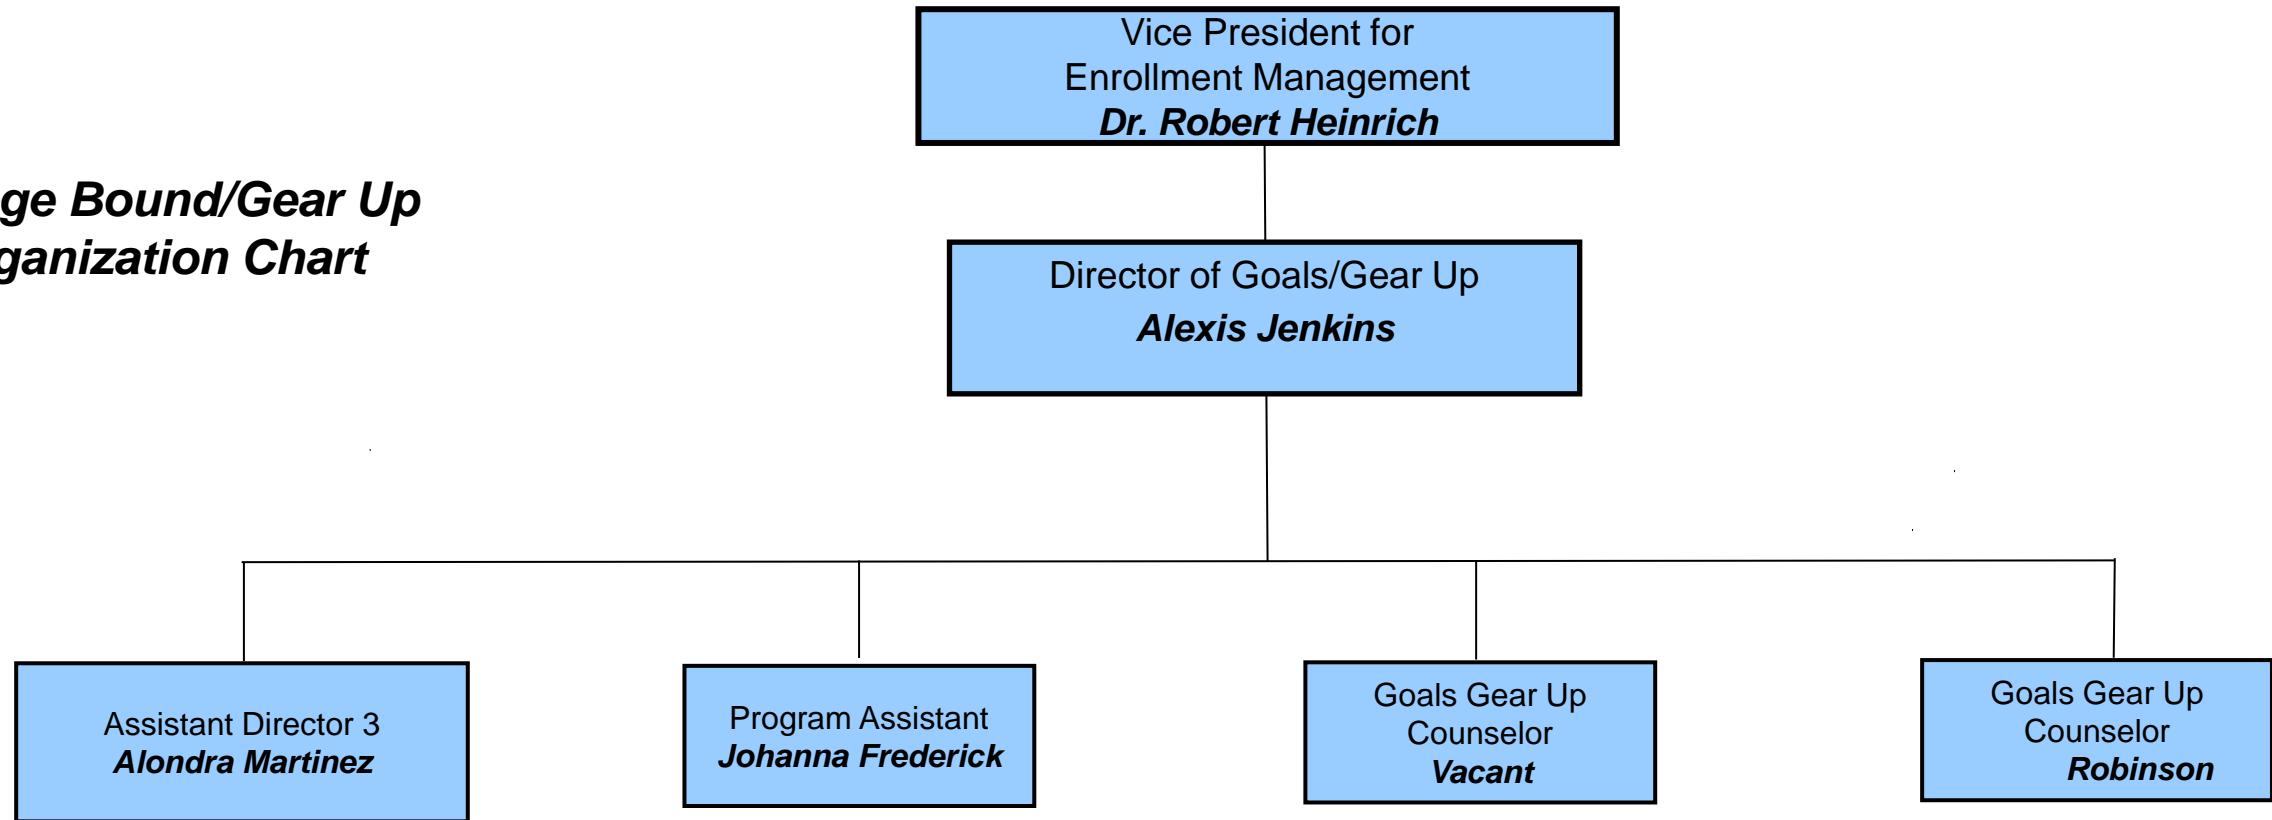 Vice President for
Enrollment Management
Dr. Robert Heinrich
ge Bound/Gear Up
ganization Chart
Director of Goals/Gear Up
Alexis Jenkins
Assistant Director 3
Alondra Martinez
Program Assistant
Johanna Frederick
Goals Gear Up
Counselor
Vacant
Goals Gear Up
Counselor
Robinson